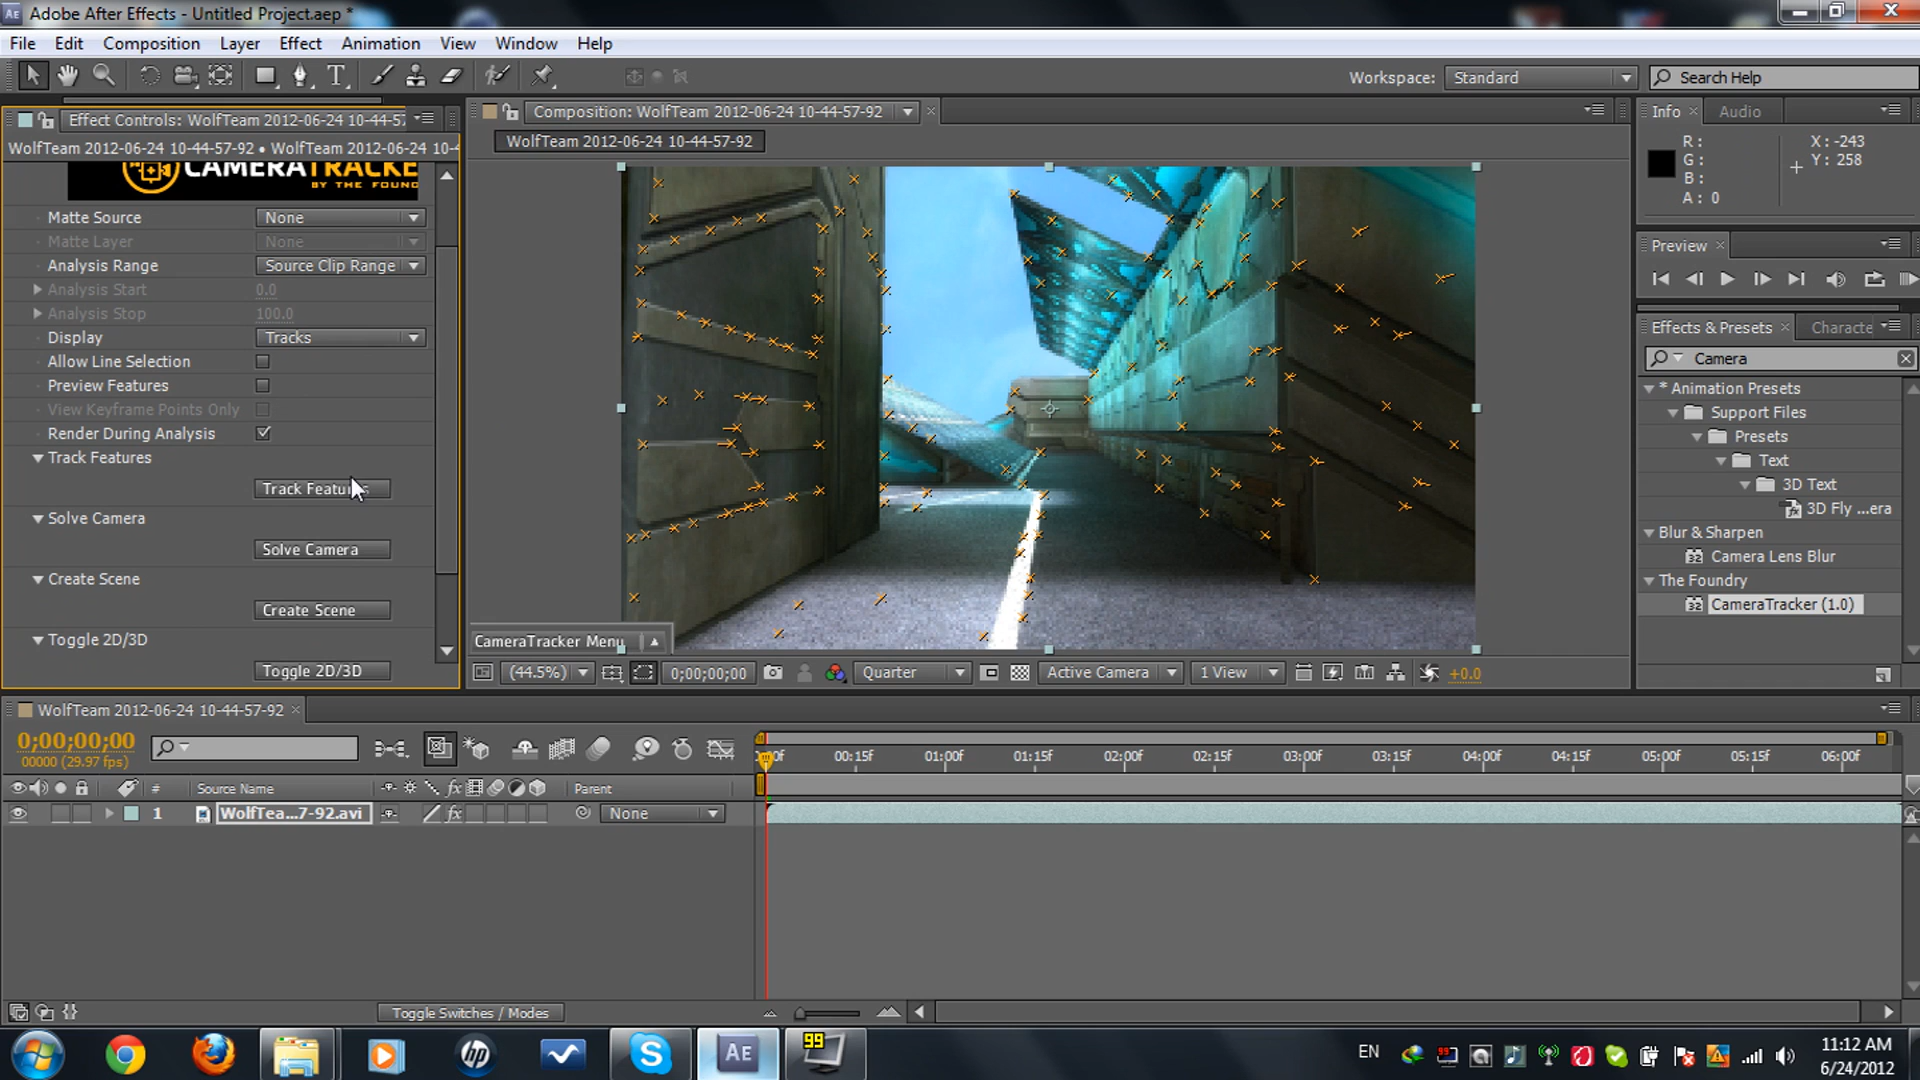 Adobe After Effects - Untitled Project.aep *
File Edit Composition Layer Effect Animation View Window Help
Workspace: Standard
Search Help
Effect Controls: WolfTeam 2012-06-24 10-44-57
WolfTeam 2012-06-24 10-44-57-92 • WolfTeam 2012-06-24 10-4
CAMERATRACKE
BY THE FOUN
Matte Source None
Matte Layer None
Analysis Range Source Clip Range
Analysis Start 0.0
Analysis Stop 100.0
Display Tracks
Allow Line Selection
Preview Features
View Keyframe Points Only
Render During Analysis
Track Features
Track Features
Solve Camera
Solve Camera
Create Scene
Create Scene
Toggle 2D/3D
Toggle 2D/3D
Composition: WolfTeam 2012-06-24 10-44-57-92
WolfTeam 2012-06-24 10-44-57-92
CameraTracker Menu
(44.5%) 0;00;00;00 Quarter Active Camera 1 View +0.0
Info Audio
R: X: -243
G: Y: 258
B:
A: 0
Preview
Effects & Presets Characte
Camera
* Animation Presets
Support Files
Presets
Text
3D Text
3D Fly ...era
Blur & Sharpen
Camera Lens Blur
The Foundry
CameraTracker (1.0)
WolfTeam 2012-06-24 10-44-57-92
0;00;00;00
00000 (29.97 fps)
00f 00:15f 01:00f 01:15f 02:00f 02:15f 03:00f 03:15f 04:00f 04:15f 05:00f 05:15f 06:00f
# Source Name fx Parent
1 WolfTea...7-92.avi fx None
Toggle Switches / Modes
hp
AE
99
EN
11:12 AM
6/24/2012